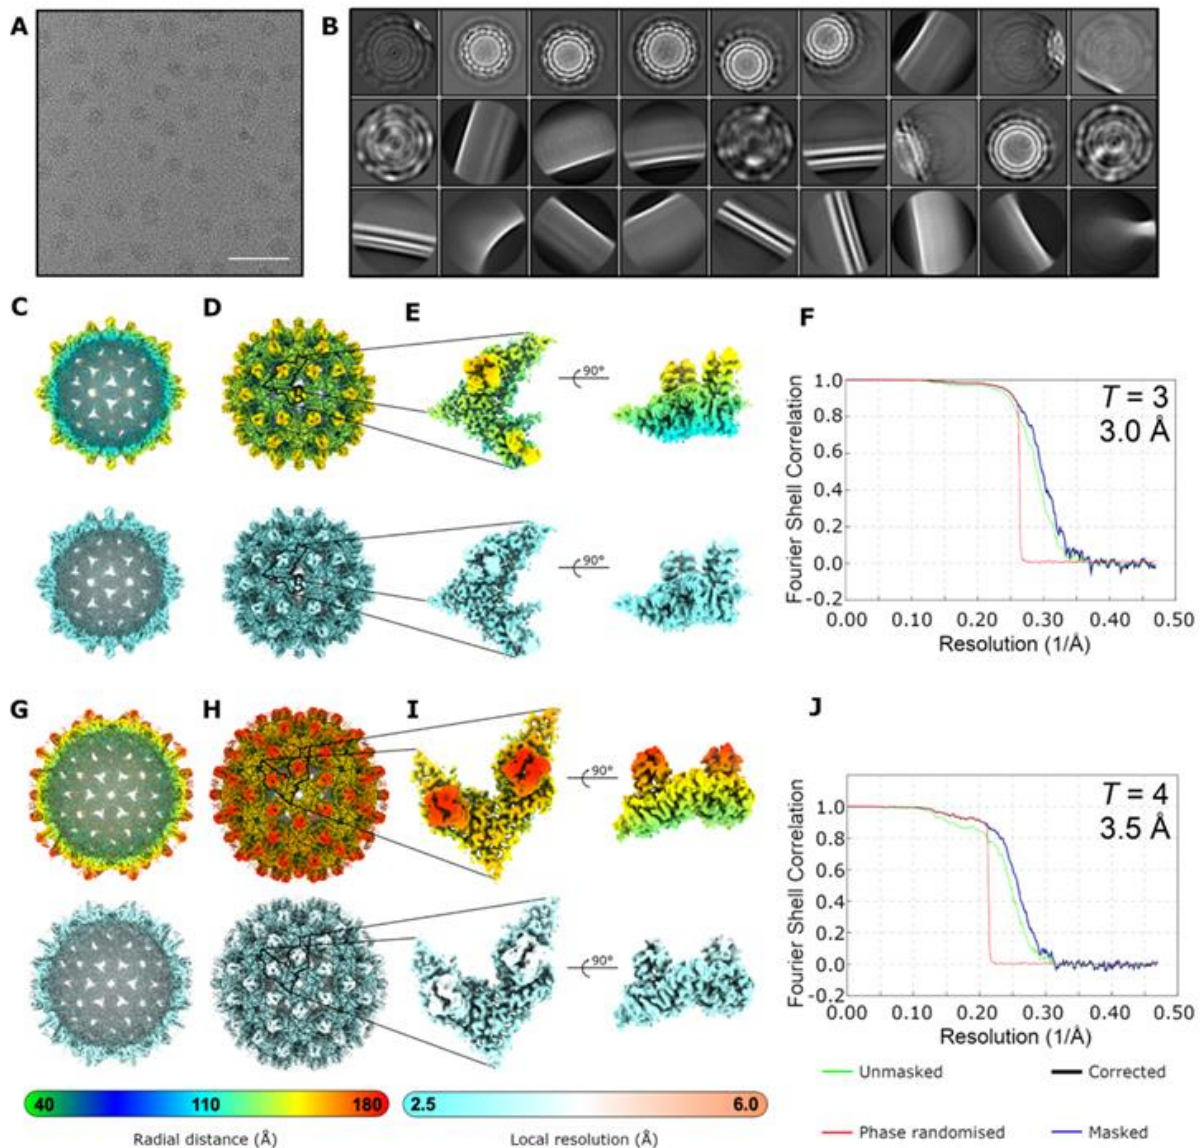 A
B
C
D
E
90°
F
Fourier Shell Correlation
1.0
0.8
0.6
0.4
0.2
0.0
-0.2
T = 3
3.0 Å
0.00 0.10 0.20 0.30 0.40 0.50
Resolution (1/Å)
90°
G
H
I
90°
J
Fourier Shell Correlation
1.0
0.8
0.6
0.4
0.2
0.0
-0.2
T = 4
3.5 Å
0.00 0.10 0.20 0.30 0.40 0.50
Resolution (1/Å)
90°
Unmasked
Corrected
40 110 180
2.5 6.0
Phase randomised
Masked
Radial distance (Å)
Local resolution (Å)